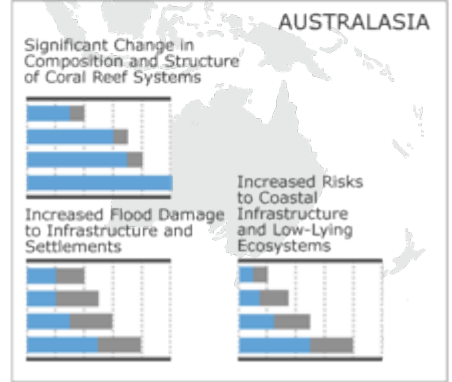 AUSTRALASIA
Significant Change in
Composition and Structure
of Coral Reef Systems
Increased Flood Damage
to Infrastructure and
Settlements
Increased Risks
to Coastal
Infrastructure
and Low-Lying
Ecosystems